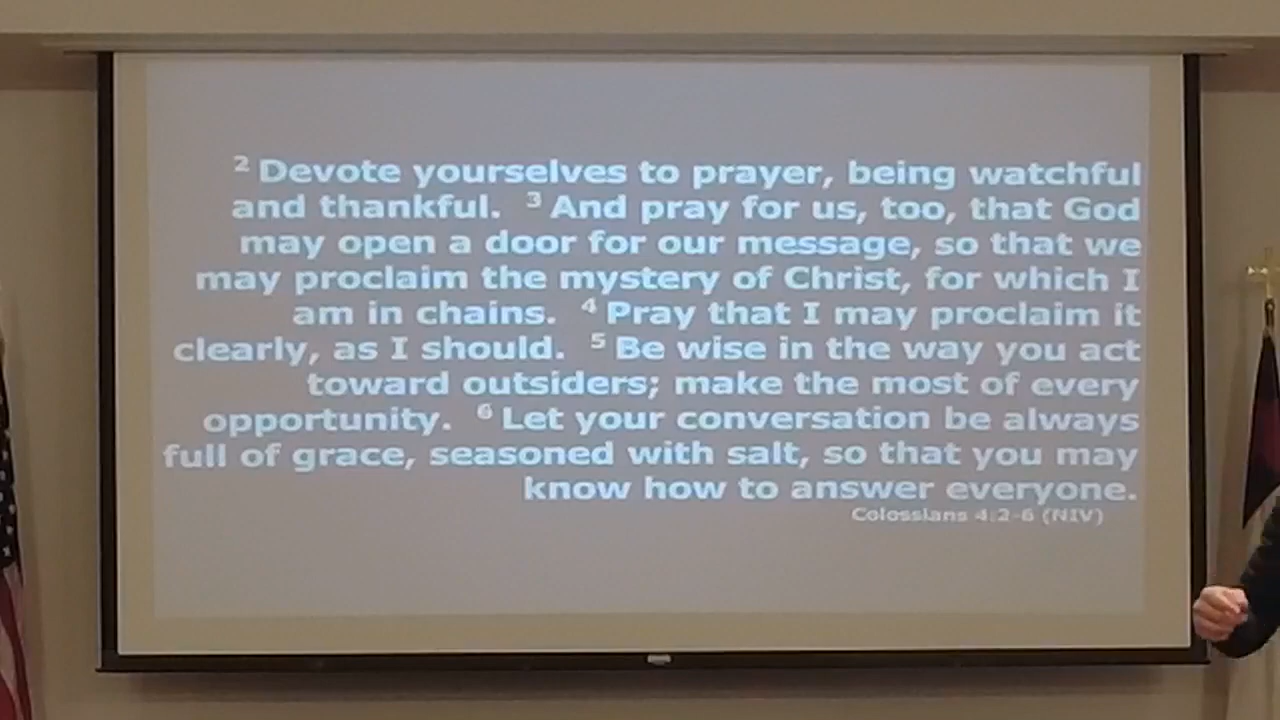 2 Devote yourselves to prayer, being watchful
and thankful. 3 And pray for us, too, that God
may open a door for our message, so that we
may proclaim the mystery of Christ, for which I
am in chains. 4 Pray that I may proclaim it
clearly, as I should. 5 Be wise in the way you act
toward outsiders; make the most of every
opportunity. 6 Let your conversation be always
full of grace, seasoned with salt, so that you may
know how to answer everyone.
Colossians 4:2-6 (NIV)